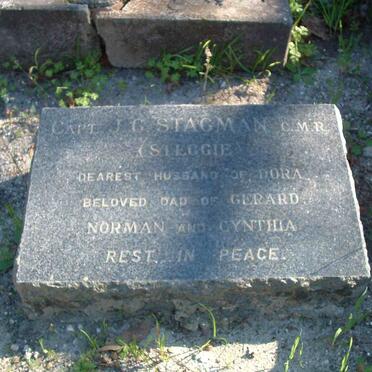 CAPT. J.G. STAGMAN C.M.R.
(STEGGIE)
DEAREST HUSBAND OF DORA
BELOVED DAD OF GERARD
NORMAN AND CYNTHIA
REST IN PEACE.